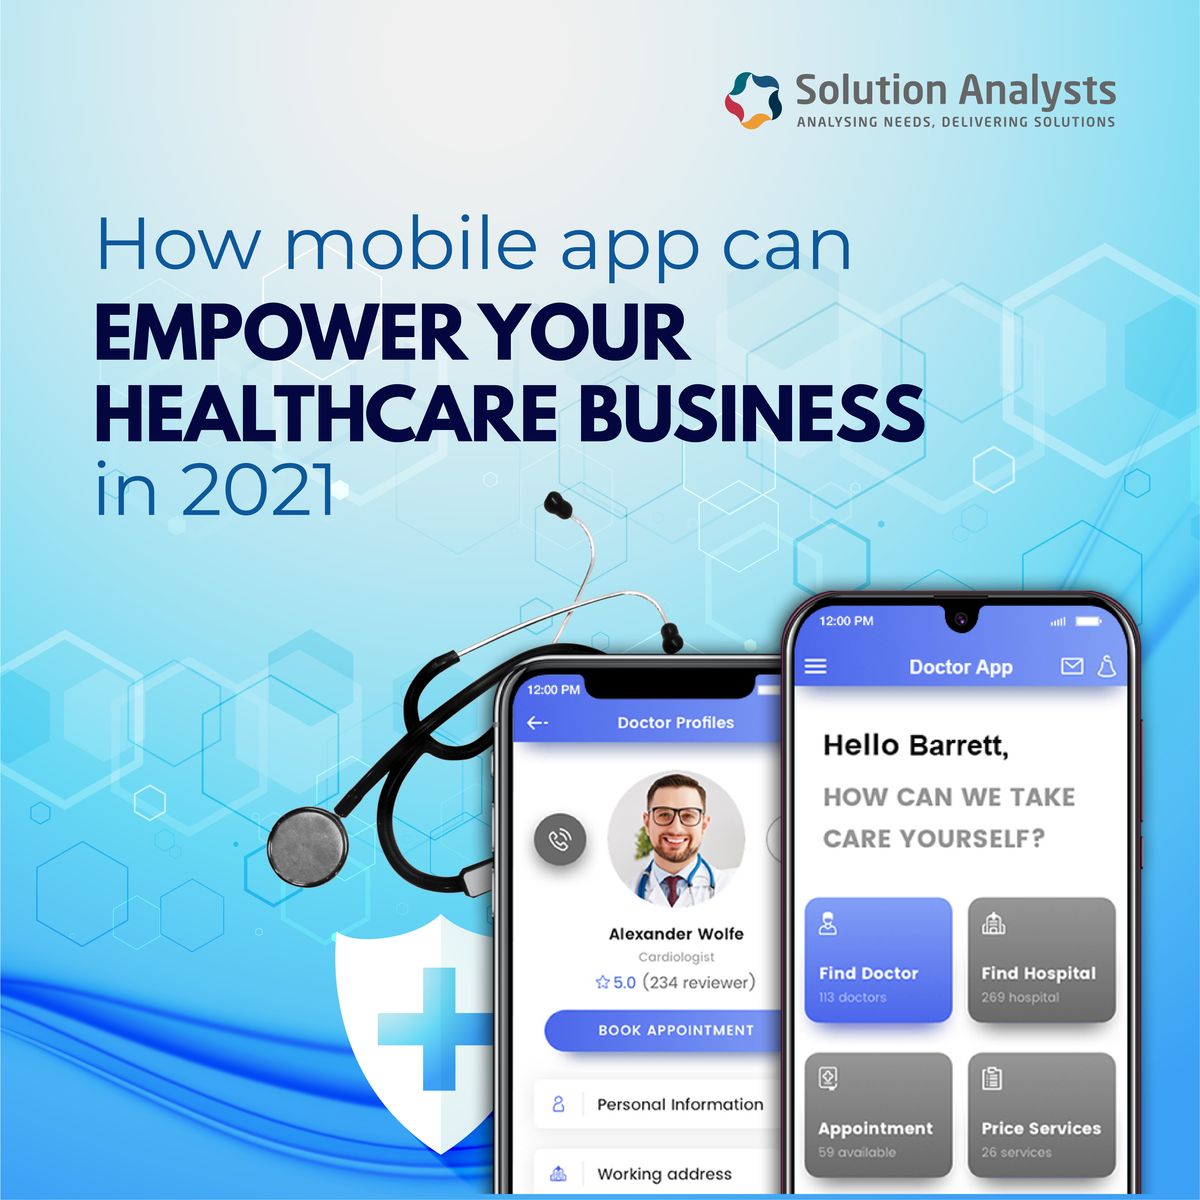 Solution Analysts
ANALYSING NEEDS, DELIVERING SOLUTIONS
How mobile app can
EMPOWER YOUR
HEALTHCARE BUSINESS
in 2021
12:00 PM
Doctor Profiles
Alexander Wolfe
Cardiologist
5.0 (234 reviewer)
BOOK APPOINTMENT
Personal Information
Working address
12:00 PM
Doctor App
Hello Barrett,
HOW CAN WE TAKE
CARE YOURSELF?
Find Doctor
113 doctors
Find Hospital
269 hospital
Appointment
59 available
Price Services
26 services